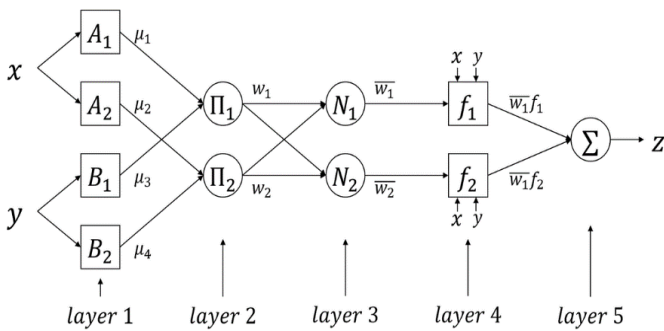 A₁ μ₁
x x y
w₁ w̅₁
Π₁ N₁ f₁ w̅₁f₁
A₂ μ₂
Σ z
B₁ μ₃ Π₂ N₂ f₂ w̅₁f₂
w₂ w̅₂
y x y
B₂ μ₄
layer 1 layer 2 layer 3 layer 4 layer 5